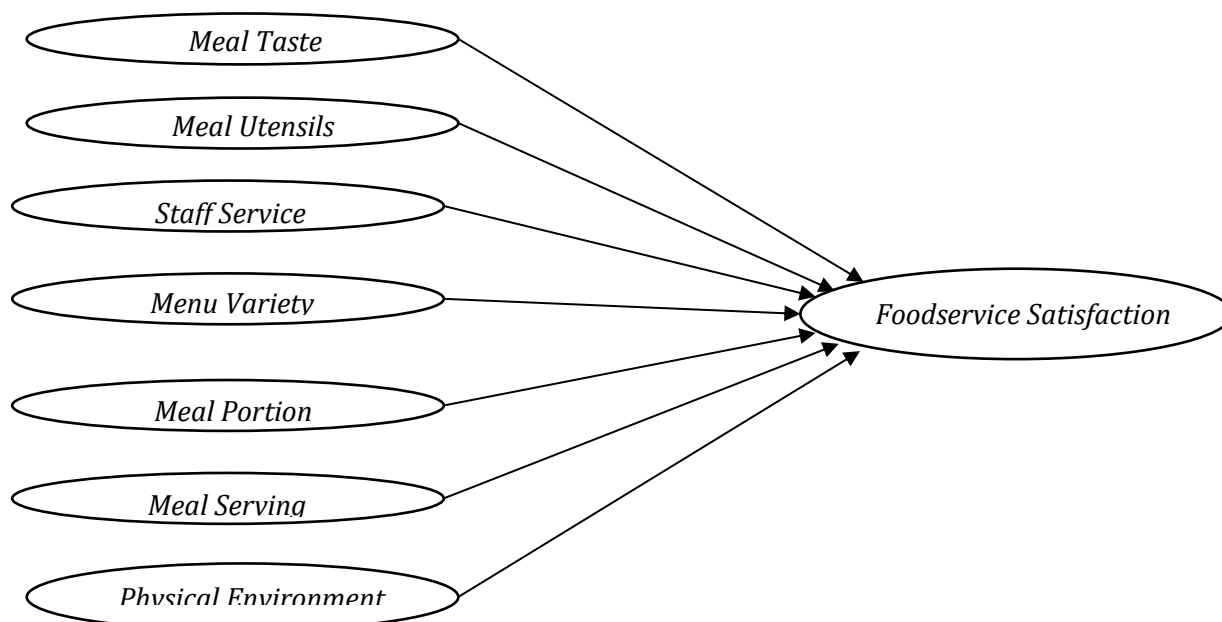 Meal Taste
Meal Utensils
Staff Service
Menu Variety
Foodservice Satisfaction
Meal Portion
Meal Serving
Physical Environment